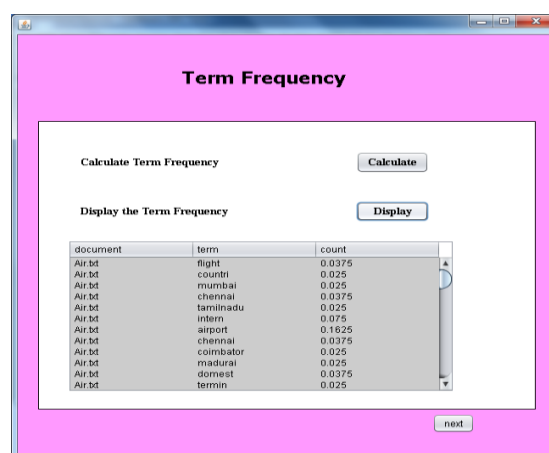 Term Frequency
Calculate Term Frequency Calculate
Display the Term Frequency Display
document term count
Air.txt flight 0.0375
Air.txt countri 0.025
Air.txt mumbai 0.025
Air.txt chennai 0.0375
Air.txt tamilnadu 0.025
Air.txt intern 0.075
Air.txt airport 0.1625
Air.txt chennai 0.0375
Air.txt coimbator 0.025
Air.txt madurai 0.025
Air.txt domest 0.0375
Air.txt termin 0.025
next